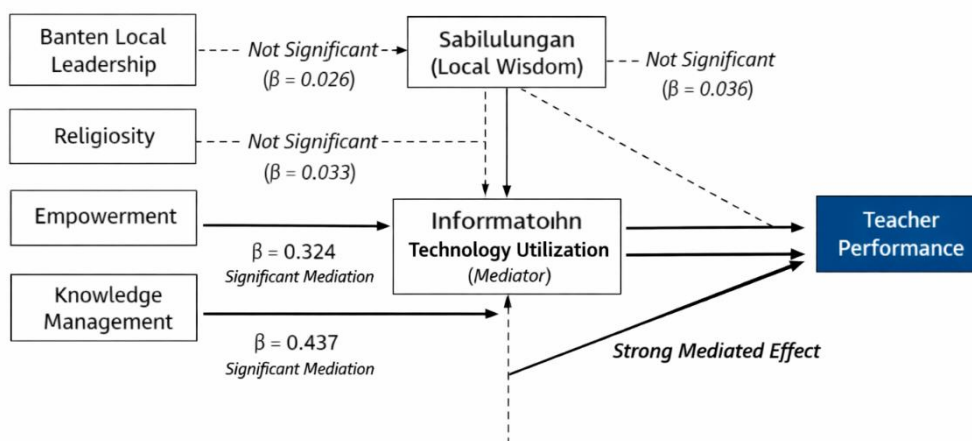 Banten Local
Leadership
Not Significant
(β = 0.026)
Sabilulungan
(Local Wisdom)
Not Significant
(β = 0.036)
Religiosity
Not Significant
(β = 0.033)
Empowerment
β = 0.324
Significant Mediation
Inforrmatoihn
Technology Utilization
(Mediator)
Teacher
Performance
Knowledge
Management
β = 0.437
Significant Mediation
Strong Mediated Effect